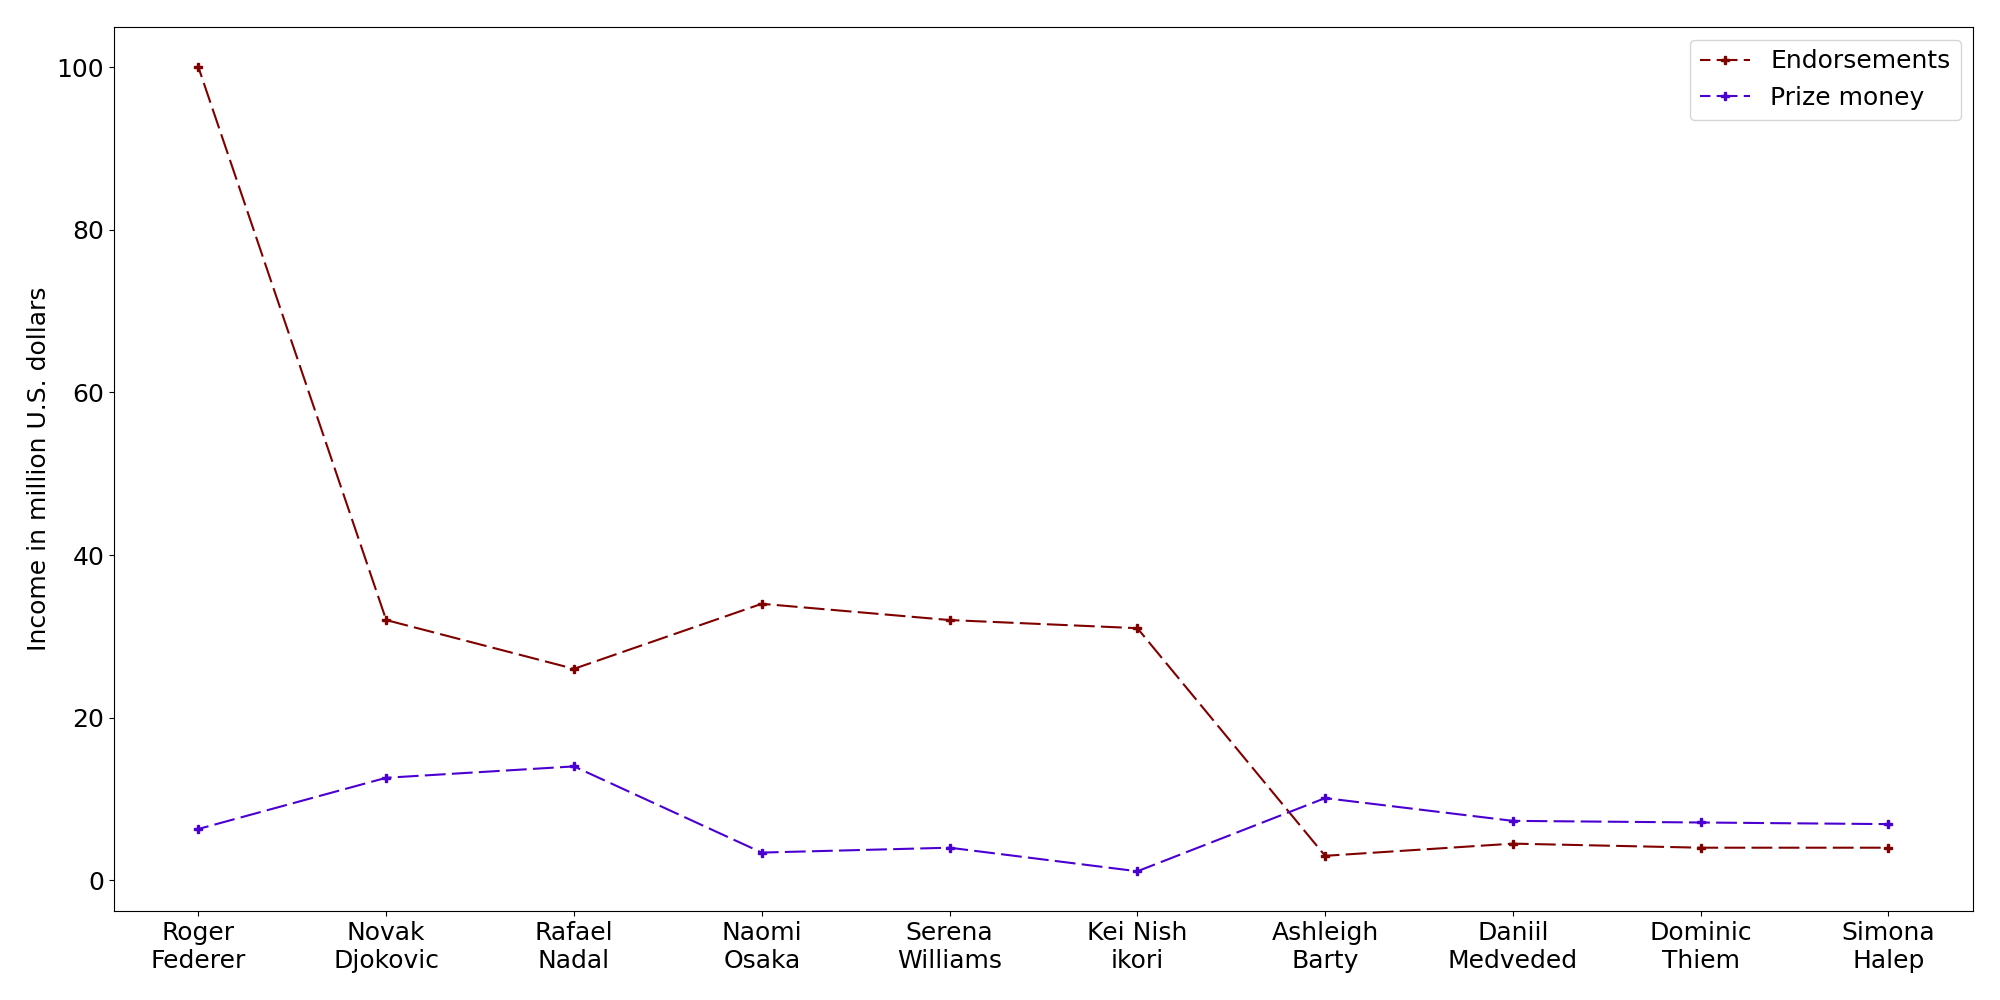 Endorsements
Prize money
Income in million U.S. dollars
100
80
60
40
20
0
Roger
Federer
Novak
Djokovic
Rafael
Nadal
Naomi
Osaka
Serena
Williams
Kei Nish
ikori
Ashleigh
Barty
Daniil
Medveded
Dominic
Thiem
Simona
Halep